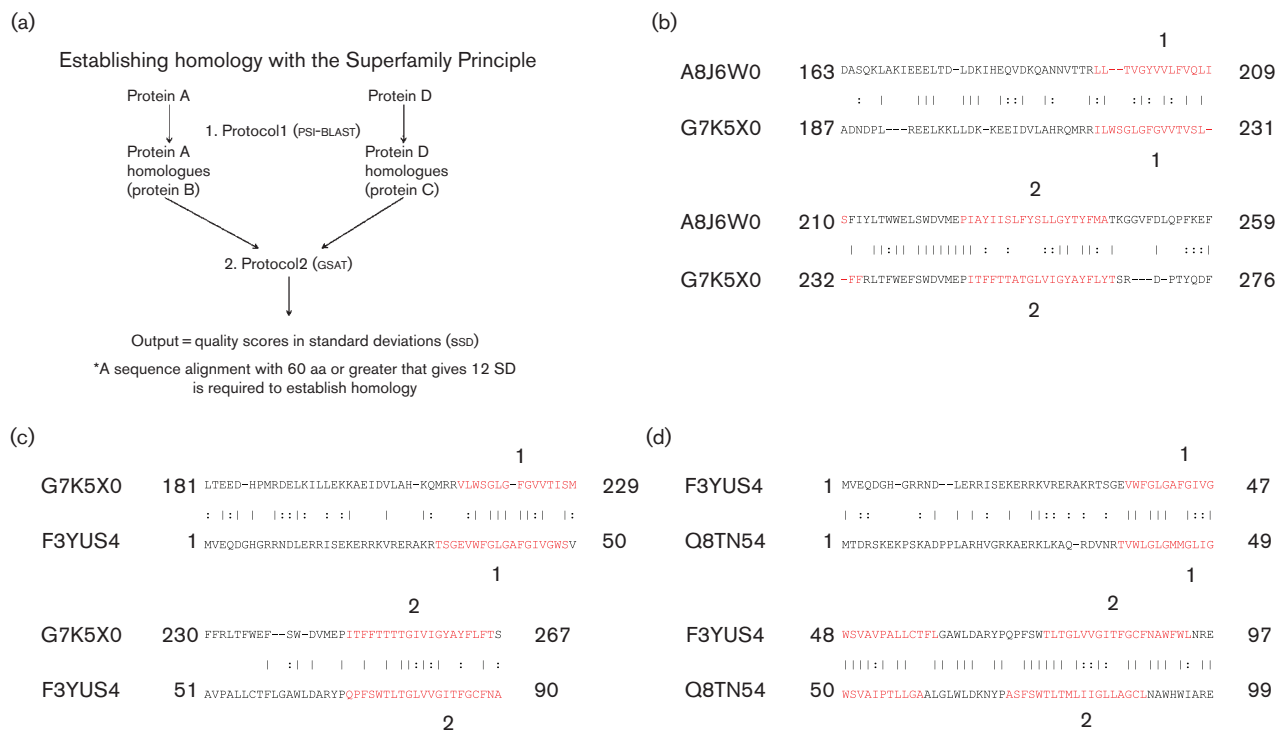 (a)
Establishing homology with the Superfamily Principle
Protein A
Protein D
1. Protocol1 (PSI-BLAST)
Protein A
homologues
(protein B)
Protein D
homologues
(protein C)
2. Protocol2 (GSAT)
Output = quality scores in standard deviations (SSD)
*A sequence alignment with 60 aa or greater that gives 12 SD
is required to establish homology
(b)
1
A8J6W0 163 DASQKLAKIEEELTD-LDKIHEQVDKQANNVTTRLL--TVGYVVLFVQLI 209
G7K5X0 187 ADNDPL---REELKKLLDK-KEEIDVLAHRQMRRILWSGLGFGVVTVSL- 231
1
2
A8J6W0 210 SFIYLTWWELSWDVMEPIAYIISLFYSLLGYTYFMATKGGVFDLQPFKEF 259
G7K5X0 232 -FFRLTFWEFSWDVMEPITFFTTATGLVIGYAYFLYTSR---D-PTYQDF 276
2
(c)
1
G7K5X0 181 LTEED-HPMRDELKILLEKKAEIDVLAH-KQMRRVLWSGLG-FGVVTISM 229
F3YUS4 1 MVEQDGHGRRNDLERRISEKERRKVRERAKRTSGEVWFGLGAFGIVGWSV 50
1
2
G7K5X0 230 FFRLTFWEF--SW-DVMEPITFFTTTTGIVIGYAYFLFTS 267
F3YUS4 51 AVPALLCTFLGAWLDARYPQPFSWTLTGLVVGITFGCFNA 90
2
(d)
1
F3YUS4 1 MVEQDGHGRRND-LERRISEKERRKVRERAKRTSGEVWFGLGAFGIVG 47
Q8TN54 1 MTDRSKEKPSKADPPLARHVGRKAERKLKAQ-RDVNRTVWLGLGMMGLIG 49
1
2
F3YUS4 48 WSVAVPALLCTFLGAWLDARYPQPFSWTLTGLVVGITFGCFNAWFWLNRE 97
Q8TN54 50 WSVAIPTLLGAALGLWLDKNYPASFSWTLTMLIIGLLAGCLNAWHWIARE 99
2